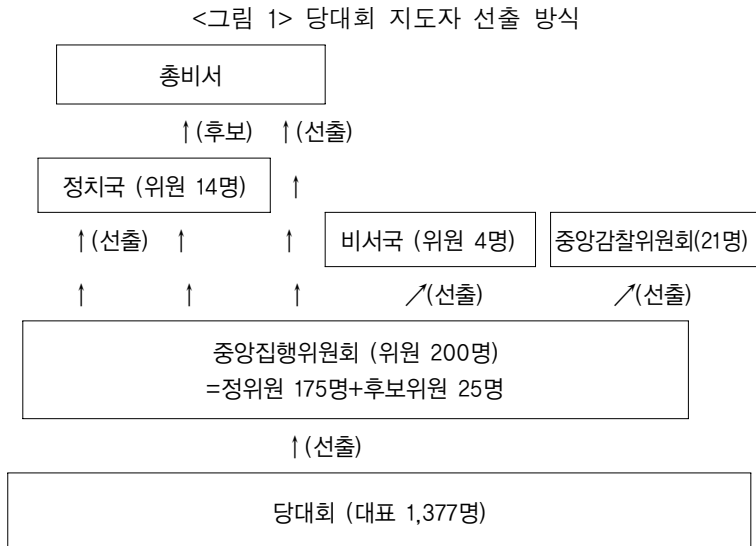 <그림 1> 당대회 지도자 선출 방식
총비서
↑(후보) ↑(선출)
정치국 (위원 14명) ↑
↑(선출) ↑ ↑ 비서국 (위원 4명) 중앙감찰위원회(21명)
↑ ↑ ↑ ↗(선출) ↗(선출)
중앙집행위원회 (위원 200명)
=정위원 175명+후보위원 25명
↑(선출)
당대회 (대표 1,377명)